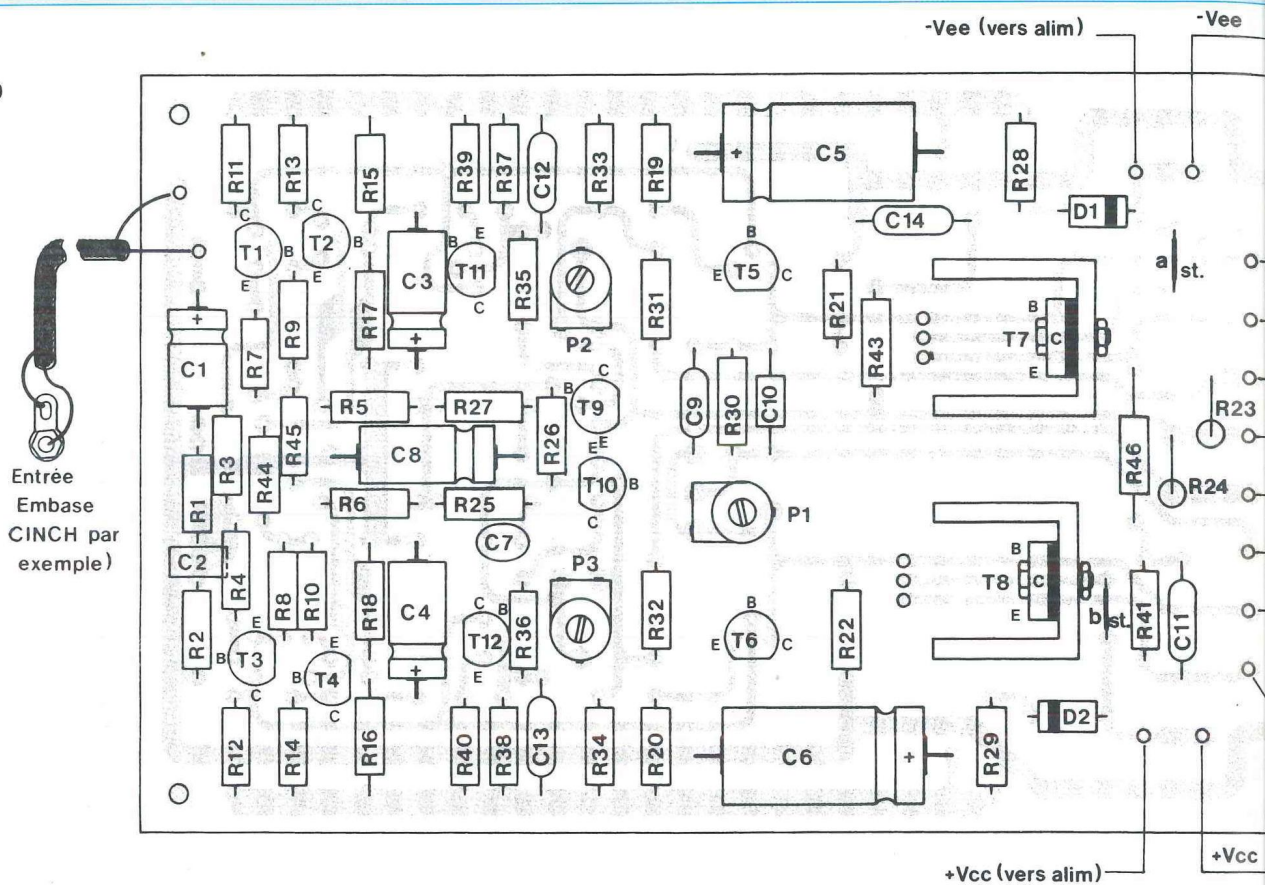 -Vee (vers alim)
-Vee
R11
R13
R15
R39
R37
C12
R33
R19
+ C5
R28
C14
D1
C
T1
B
E
C
T2
B
E
C3
+
B
E
T11
C
R35
P2
R31
B
E T5 C
R21
R43
a st.
B
T7 C
E
+
C1
R7
R9
R17
R5
R27
R45
C8
R26
C
B T9
E
E
T10 B
C
C9
R30
C10
R23
R46
R24
Entrée
Embase
CINCH par
exemple)
R1
R3
R44
R6
R25
C7
P1
C2
R4
R8
R10
R18
C4
+
P3
C B
T12
E
R36
R32
B
E T6 C
R22
B
T8 C
E
b st.
R41
C11
R2
E
B T3
C
E
B T4
C
R12
R14
R16
R40
R38
C13
R34
R20
C6 +
R29
D2
+Vcc (vers alim)
+Vcc